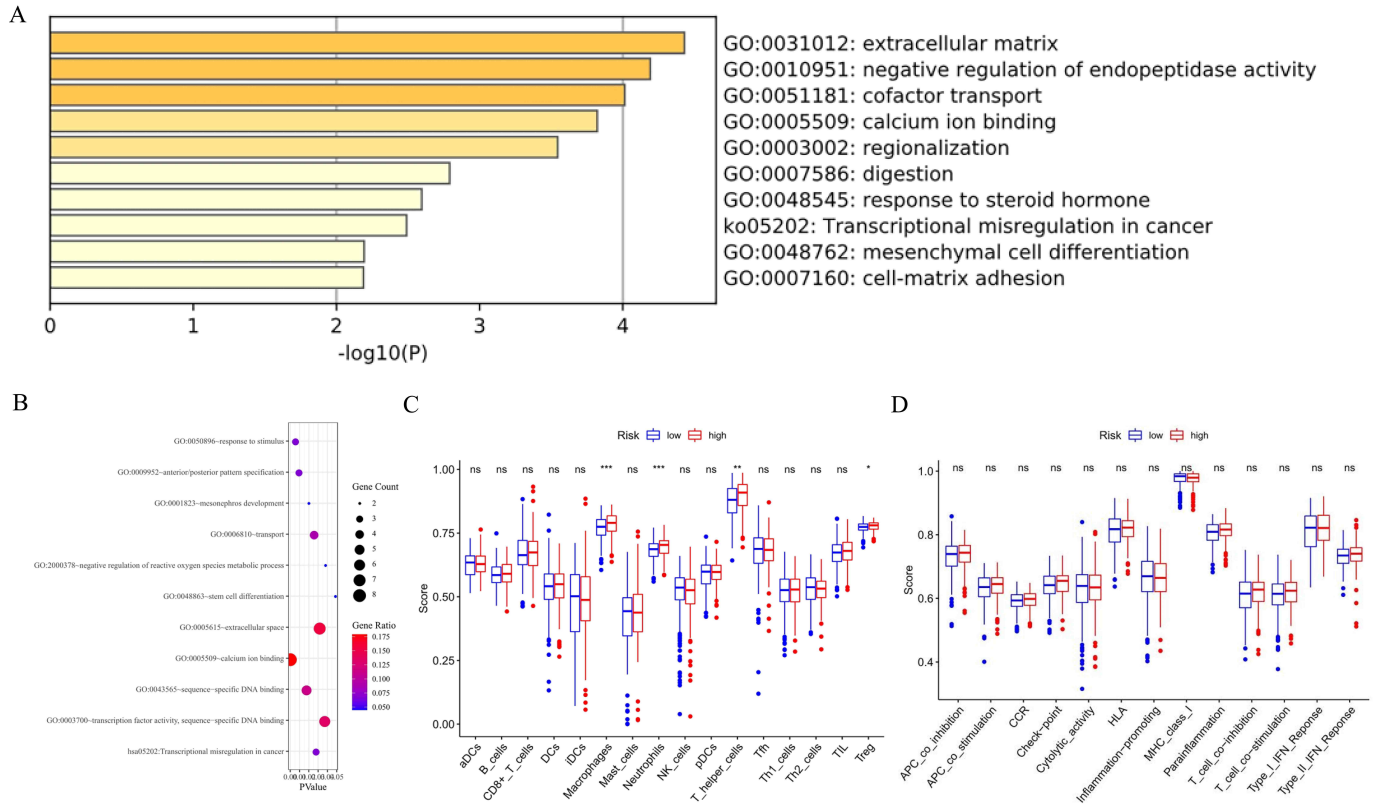 A
GO:0031012: extracellular matrix
GO:0010951: negative regulation of endopeptidase activity
GO:0051181: cofactor transport
GO:0005509: calcium ion binding
GO:0003002: regionalization
GO:0007586: digestion
GO:0048545: response to steroid hormone
ko05202: Transcriptional misregulation in cancer
GO:0048762: mesenchymal cell differentiation
GO:0007160: cell-matrix adhesion
0 1 2 3 4
-log10(P)
B
GO:0050896−response to stimulus
GO:0009952−anterior/posterior pattern specification
GO:0001823−mesonephros development
GO:0006810−transport
GO:2000378−negative regulation of reactive oxygen species metabolic process
GO:0048863−stem cell differentiation
GO:0005615−extracellular space
GO:0005509−calcium ion binding
GO:0043565−sequence−specific DNA binding
GO:0003700−transcription factor activity, sequence−specific DNA binding
hsa05202:Transcriptional misregulation in cancer
PValue
Gene Count
2
3
4
5
6
7
8
Gene Ratio
0.175
0.150
0.125
0.100
0.075
0.050
C
Risk low high
ns ns ns ns ns *** ns *** ns ns ** ns ns ns ns *
1.00
0.75
0.50
0.25
0.00
Score
aDCs
B_cells
CD8+_T_cells
DCs
iDCs
Macrophages
Mast_cells
Neutrophils
NK_cells
pDCs
T_helper_cells
Tfh
Th1_cells
Th2_cells
TIL
Treg
D
Risk low high
ns ns ns ns ns ns ns ns ns ns ns ns ns
1.0
0.8
0.6
0.4
Score
APC_co_inhibition
APC_co_stimulation
CCR
Check−point
Cytolytic_activity
HLA
Inflammation−promoting
MHC_class_I
Parainflammation
T_cell_co−inhibition
T_cell_co−stimulation
Type_I_IFN_Reponse
Type_II_IFN_Reponse